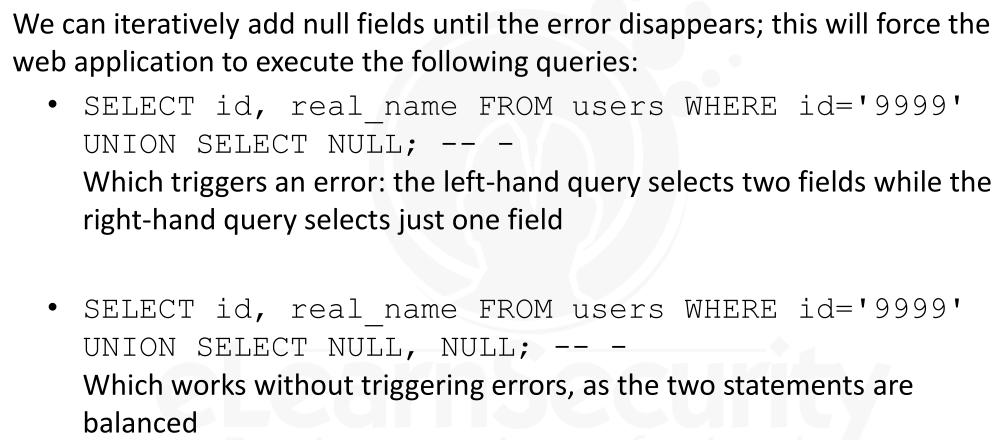 We can iteratively add null fields until the error disappears; this will force the
web application to execute the following queries:
• SELECT id, real_name FROM users WHERE id='9999'
UNION SELECT NULL; -- -
Which triggers an error: the left-hand query selects two fields while the
right-hand query selects just one field
• SELECT id, real_name FROM users WHERE id='9999'
UNION SELECT NULL, NULL; -- -
Which works without triggering errors, as the two statements are
balanced
eLearnSecurity